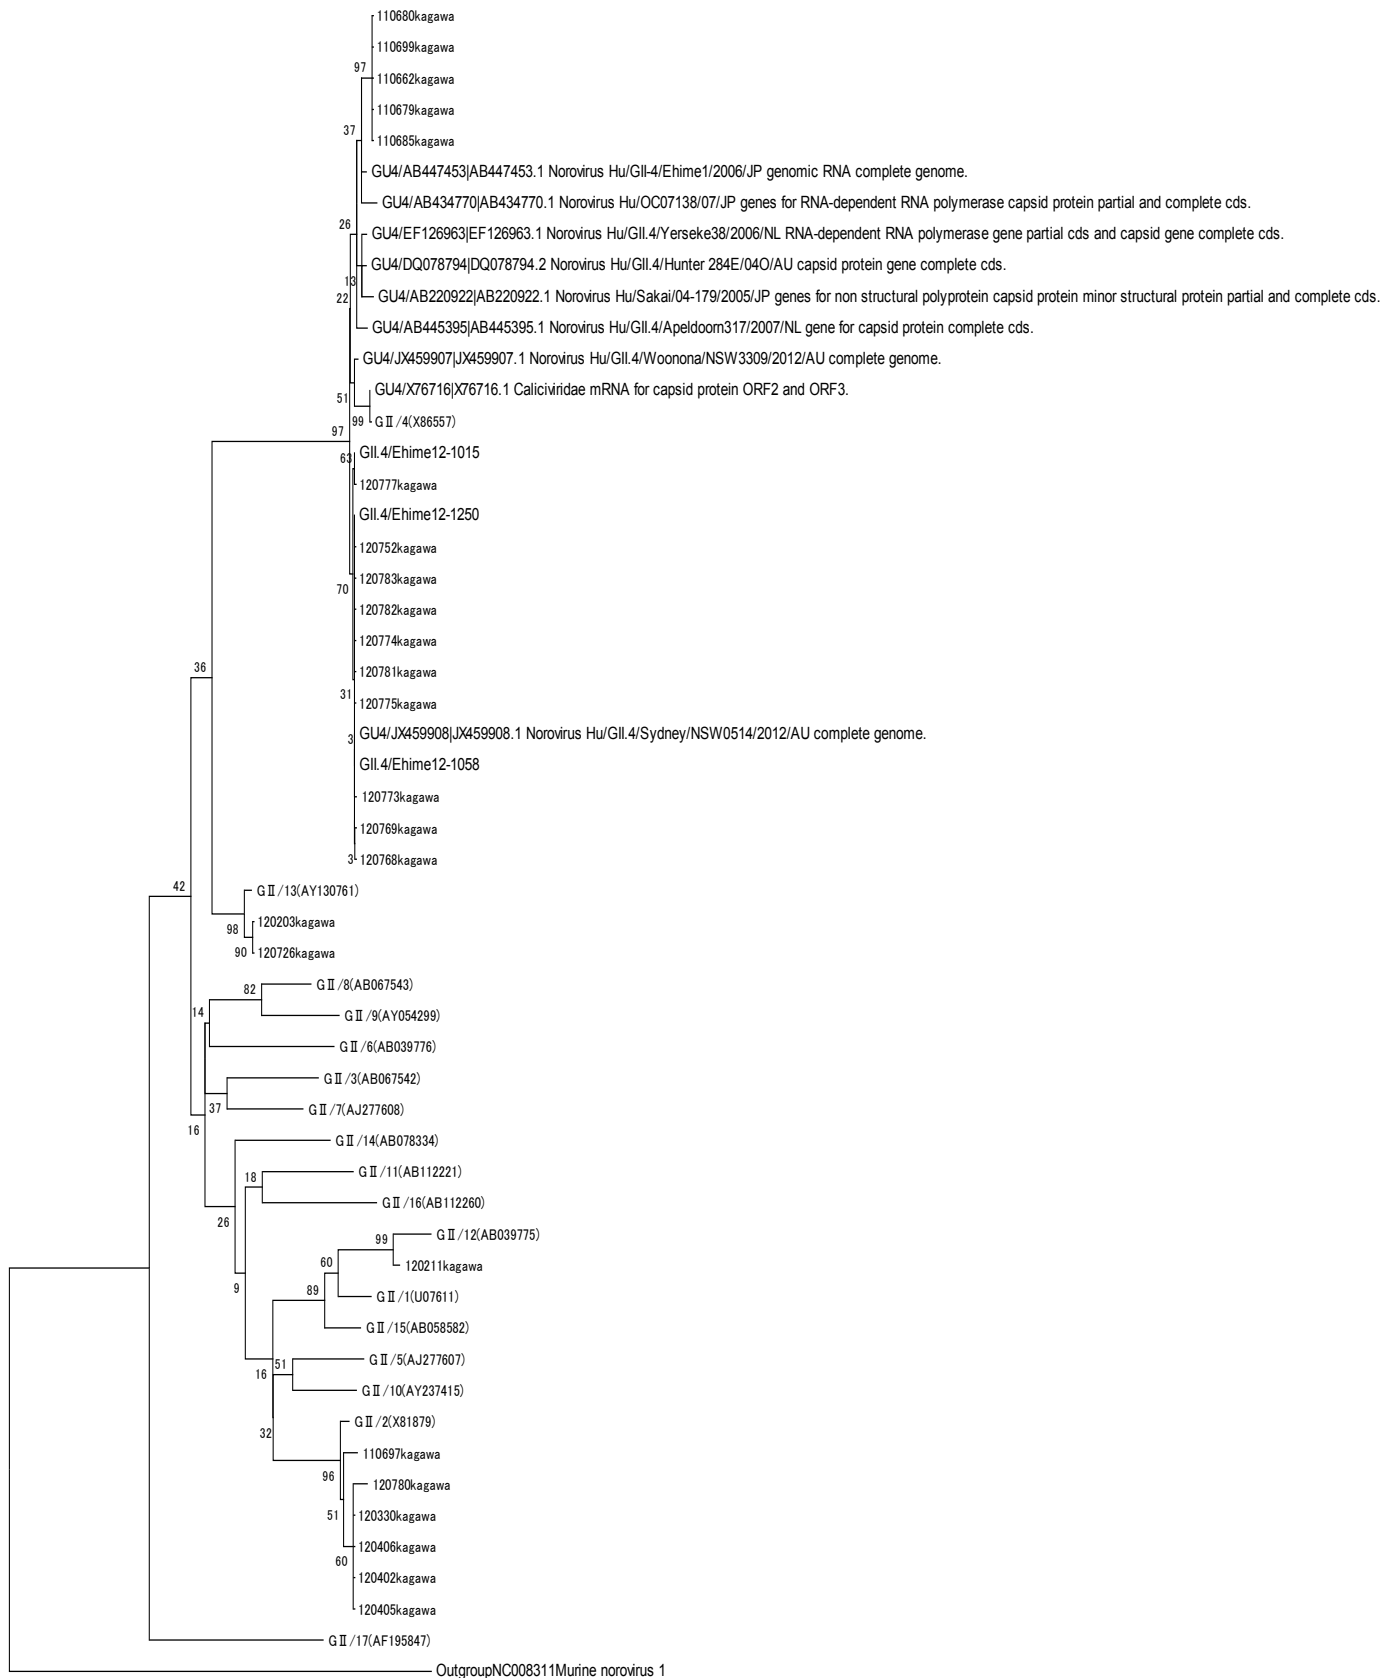 110680kagawa
110699kagawa
97
110662kagawa
110679kagawa
37
110685kagawa
GU4/AB447453|AB447453.1 Norovirus Hu/GII-4/Ehime1/2006/JP genomic RNA complete genome.
GU4/AB434770|AB434770.1 Norovirus Hu/OC07138/07/JP genes for RNA-dependent RNA polymerase capsid protein partial and complete cds.
26
GU4/EF126963|EF126963.1 Norovirus Hu/GII.4/Yerseke38/2006/NL RNA-dependent RNA polymerase gene partial cds and capsid gene complete cds.
GU4/DQ078794|DQ078794.2 Norovirus Hu/GII.4/Hunter 284E/04O/AU capsid protein gene complete cds.
13
22
GU4/AB220922|AB220922.1 Norovirus Hu/Sakai/04-179/2005/JP genes for non structural polyprotein capsid protein minor structural protein partial and complete cds.
GU4/AB445395|AB445395.1 Norovirus Hu/GII.4/Apeldoorn317/2007/NL gene for capsid protein complete cds.
GU4/JX459907|JX459907.1 Norovirus Hu/GII.4/Woonona/NSW3309/2012/AU complete genome.
GU4/X76716|X76716.1 Caliciviridae mRNA for capsid protein ORF2 and ORF3.
51
99 GⅡ/4(X86557)
97
GII.4/Ehime12-1015
63
120777kagawa
GII.4/Ehime12-1250
120752kagawa
120783kagawa
70
120782kagawa
120774kagawa
36
120781kagawa
31
120775kagawa
GU4/JX459908|JX459908.1 Norovirus Hu/GII.4/Sydney/NSW0514/2012/AU complete genome.
3
GII.4/Ehime12-1058
120773kagawa
120769kagawa
3 120768kagawa
42
GⅡ/13(AY130761)
120203kagawa
98
90 120726kagawa
GⅡ/8(AB067543)
82
14
GⅡ/9(AY054299)
GⅡ/6(AB039776)
GⅡ/3(AB067542)
37 GⅡ/7(AJ277608)
16
GⅡ/14(AB078334)
GⅡ/11(AB112221)
18
GⅡ/16(AB112260)
26
GⅡ/12(AB039775)
99
60
120211kagawa
9
89
GⅡ/1(U07611)
GⅡ/15(AB058582)
GⅡ/5(AJ277607)
51
16
GⅡ/10(AY237415)
GⅡ/2(X81879)
32
110697kagawa
96
120780kagawa
51
120330kagawa
120406kagawa
60
120402kagawa
120405kagawa
GⅡ/17(AF195847)
OutgroupNC008311Murine norovirus 1